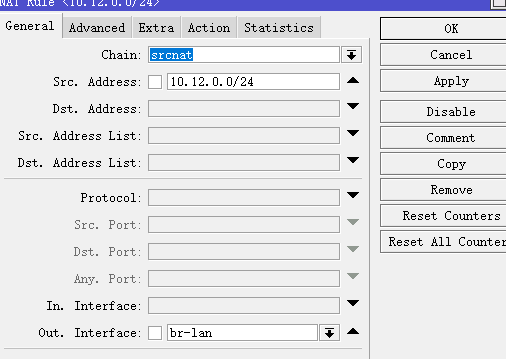 NAT Rule <10.12.0.0/24>
General Advanced Extra Action Statistics
Chain: srcnat
Src. Address: 10.12.0.0/24
Dst. Address:
Src. Address List:
Dst. Address List:
Protocol:
Src. Port:
Dst. Port:
Any. Port:
In. Interface:
Out. Interface: br-lan
OK
Cancel
Apply
Disable
Comment
Copy
Remove
Reset Counters
Reset All Counter